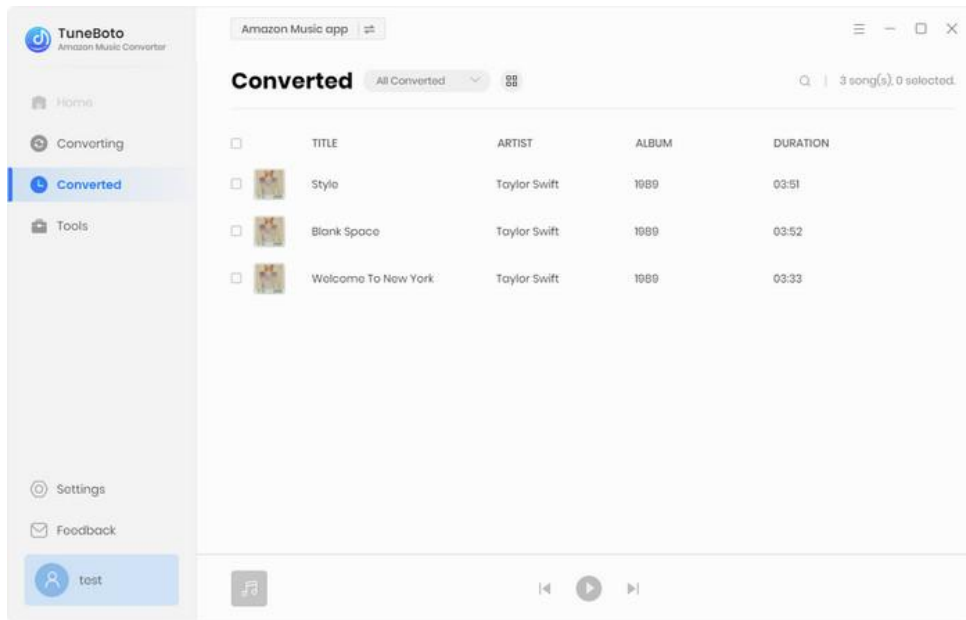 TuneBoto
Amazon Music Converter
Home
Converting
Converted
Tools
Settings
Feedback
test
Amazon Music app
Converted
All Converted
3 song(s), 0 selected.
TITLE ARTIST ALBUM DURATION
Style Taylor Swift 1989 03:51
Blank Space Taylor Swift 1989 03:52
Welcome To New York Taylor Swift 1989 03:33